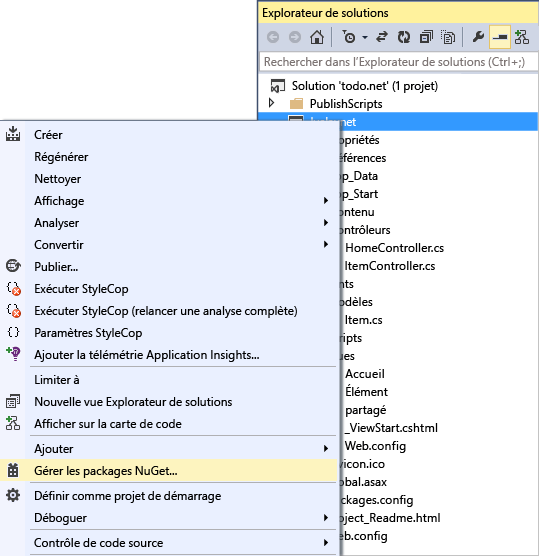 Explorateur de solutions
Rechercher dans l'Explorateur de solutions (Ctrl+;)
Solution 'todo.net' (1 projet)
PublishScripts
Créer
Régénérer
Nettoyer
Affichage
Analyser
Convertir
Publier...
Exécuter StyleCop
Exécuter StyleCop (relancer une analyse complète)
Paramètres StyleCop
Ajouter la télémétrie Application Insights...
Limiter à
Nouvelle vue Explorateur de solutions
Afficher sur la carte de code
Ajouter
Gérer les packages NuGet...
Définir comme projet de démarrage
Déboguer
Contrôle de code source
opriétés
éférences
p_Data
p_Start
ontenu
ontrôleurs
HomeController.cs
ItemController.cs
nts
odèles
Item.cs
ripts
ues
Accueil
Élément
partagé
_ViewStart.cshtml
Web.config
vicon.ico
obal.asax
ckages.config
oject_Readme.html
eb.config